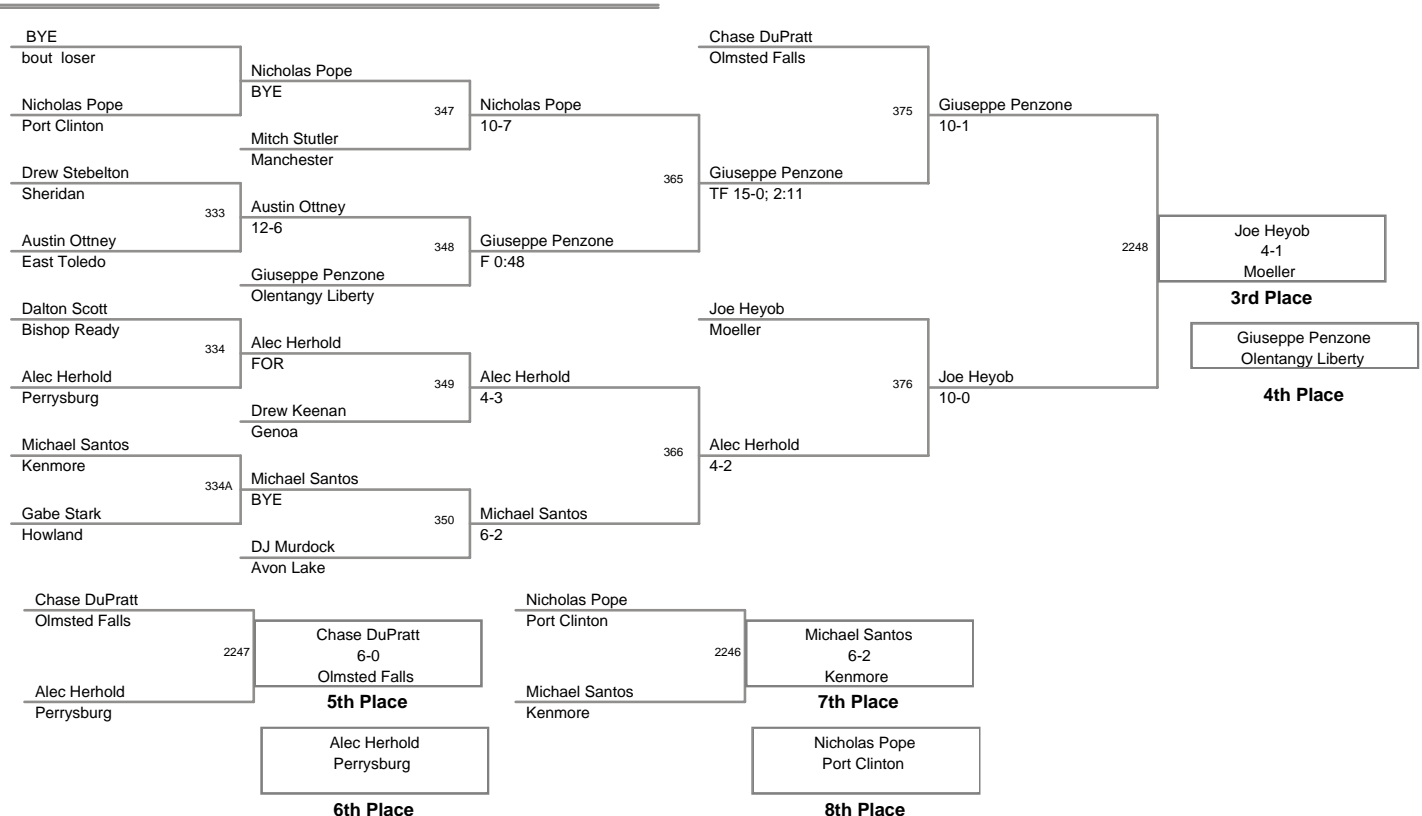 BYE
bout loser
Nicholas Pope
Port Clinton
Drew Stebelton
Sheridan
333
Austin Ottney
East Toledo
Dalton Scott
Bishop Ready
334
Alec Herhold
Perrysburg
Michael Santos
Kenmore
334A
Gabe Stark
Howland
Nicholas Pope
BYE
347
Mitch Stutler
Manchester
Austin Ottney
12-6
348
Giuseppe Penzone
Olentangy Liberty
Alec Herhold
FOR
349
Drew Keenan
Genoa
Michael Santos
BYE
350
DJ Murdock
Avon Lake
Nicholas Pope
10-7
365
Giuseppe Penzone
F 0:48
Alec Herhold
4-3
366
Michael Santos
6-2
Chase DuPratt
Olmsted Falls
375
Giuseppe Penzone
TF 15-0; 2:11
Joe Heyob
Moeller
376
Alec Herhold
4-2
Giuseppe Penzone
10-1
2248
Joe Heyob
10-0
Joe Heyob
4-1
Moeller
3rd Place
Giuseppe Penzone
Olentangy Liberty
4th Place
Chase DuPratt
Olmsted Falls
2247
Alec Herhold
Perrysburg
Chase DuPratt
6-0
Olmsted Falls
5th Place
Alec Herhold
Perrysburg
6th Place
Nicholas Pope
Port Clinton
2246
Michael Santos
Kenmore
Michael Santos
6-2
Kenmore
7th Place
Nicholas Pope
Port Clinton
8th Place